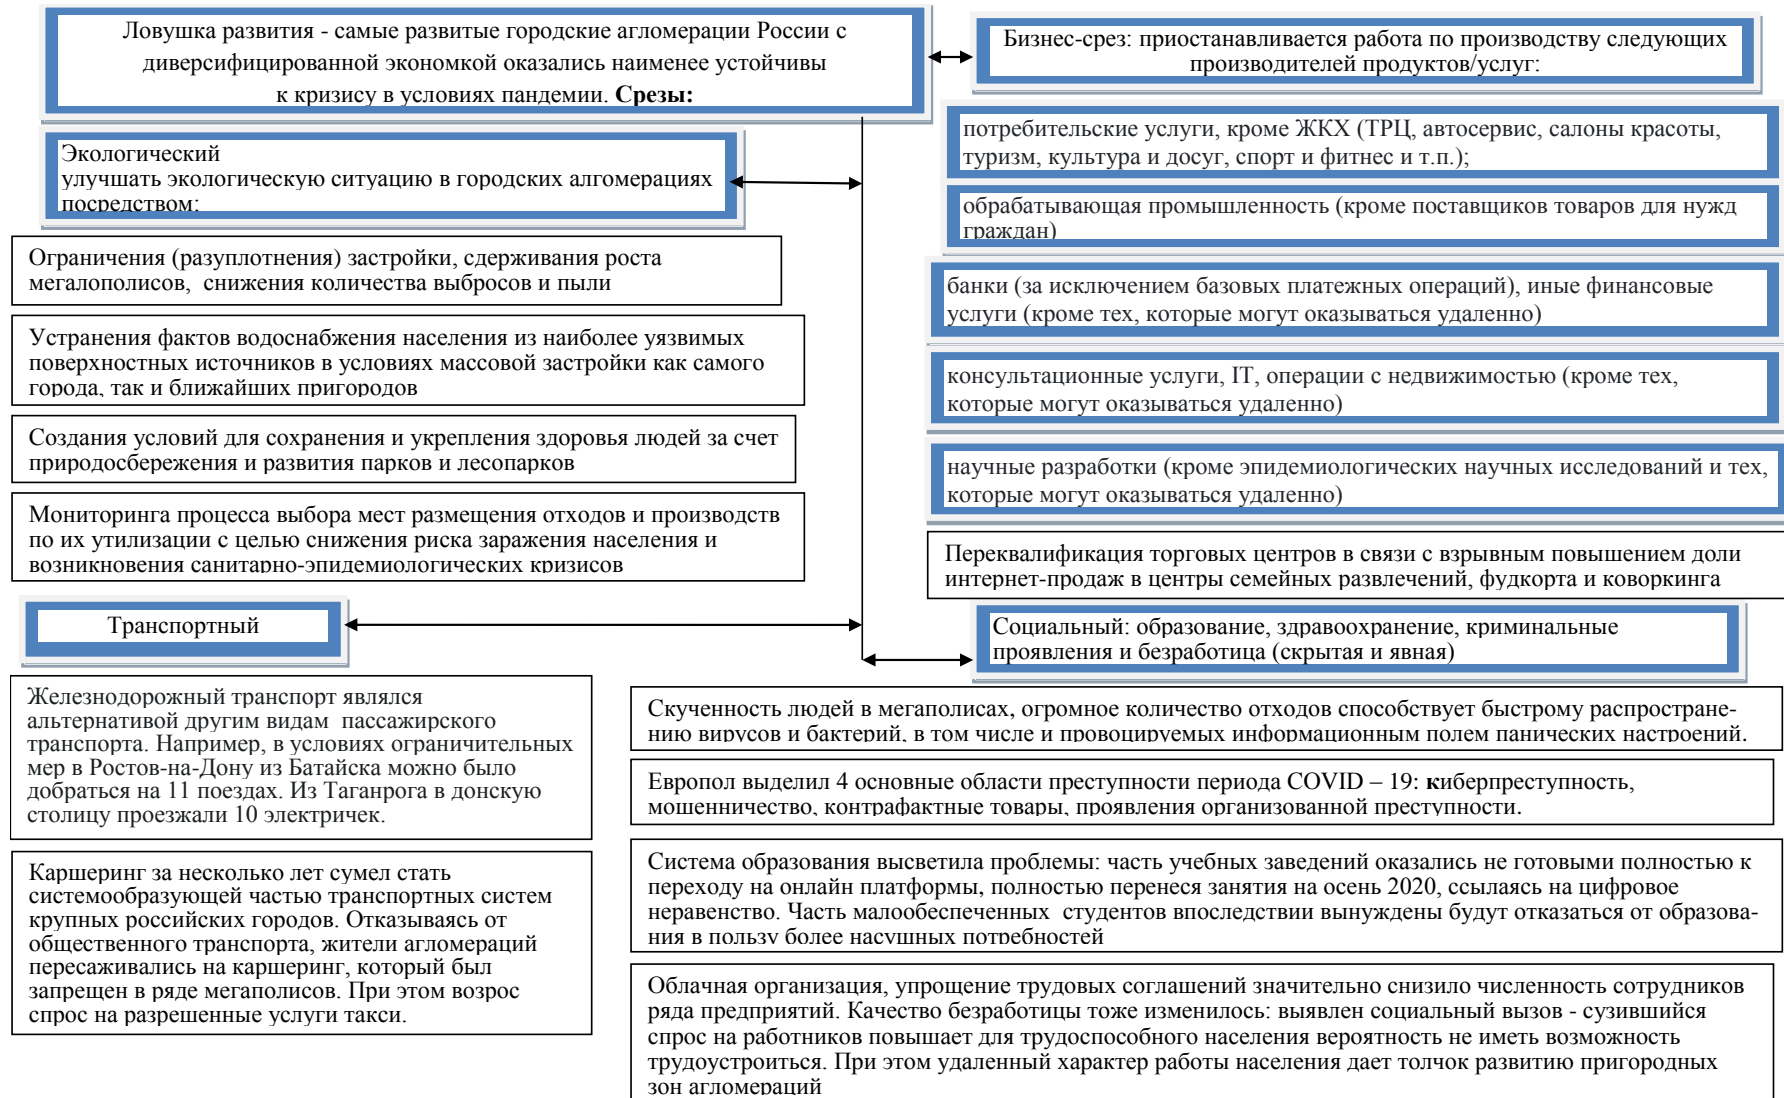 Ловушка развития - самые развитые городские агломерации России с
диверсифицированной экономкой оказались наименее устойчивы
к кризису в условиях пандемии. Срезы:
Экологический
улучшать экологическую ситуацию в городских алгомерациях
посредством:
Ограничения (разуплотнения) застройки, сдерживания роста
мегалополисов, снижения количества выбросов и пыли
Устранения фактов водоснабжения населения из наиболее уязвимых
поверхностных источников в условиях массовой застройки как самого
города, так и ближайших пригородов
Создания условий для сохранения и укрепления здоровья людей за счет
природосбережения и развития парков и лесопарков
Мониторинга процесса выбора мест размещения отходов и производств
по их утилизации с целью снижения риска заражения населения и
возникновения санитарно-эпидемиологических кризисов
Транспортный
Железнодорожный транспорт являлся
альтернативой другим видам пассажирского
транспорта. Например, в условиях ограничительных
мер в Ростов-на-Дону из Батайска можно было
добраться на 11 поездах. Из Таганрога в донскую
столицу проезжали 10 электричек.
Каршеринг за несколько лет сумел стать
системообразующей частью транспортных систем
крупных российских городов. Отказываясь от
общественного транспорта, жители агломераций
пересаживались на каршеринг, который был
запрещен в ряде мегаполисов. При этом возрос
спрос на разрешенные услуги такси.
Бизнес-срез: приостанавливается работа по производству следующих
производителей продуктов/услуг:
потребительские услуги, кроме ЖКХ (ТРЦ, автосервис, салоны красоты,
туризм, культура и досуг, спорт и фитнес и т.п.);
обрабатывающая промышленность (кроме поставщиков товаров для нужд
граждан)
банки (за исключением базовых платежных операций), иные финансовые
услуги (кроме тех, которые могут оказываться удаленно)
консультационные услуги, IT, операции с недвижимостью (кроме тех,
которые могут оказываться удаленно)
научные разработки (кроме эпидемиологических научных исследований и тех,
которые могут оказываться удаленно)
Переквалификация торговых центров в связи с взрывным повышением доли
интернет-продаж в центры семейных развлечений, фудкорта и коворкинга
Социальный: образование, здравоохранение, криминальные
проявления и безработица (скрытая и явная)
Скученность людей в мегаполисах, огромное количество отходов способствует быстрому распростране-
нию вирусов и бактерий, в том числе и провоцируемых информационным полем панических настроений.
Европол выделил 4 основные области преступности периода COVID – 19: киберпреступность,
мошенничество, контрафактные товары, проявления организованной преступности.
Система образования высветила проблемы: часть учебных заведений оказались не готовыми полностью к
переходу на онлайн платформы, полностью перенеся занятия на осень 2020, ссылаясь на цифровое
неравенство. Часть малообеспеченных студентов впоследствии вынуждены будут отказаться от образова-
ния в пользу более насущных потребностей
Облачная организация, упрощение трудовых соглашений значительно снизило численность сотрудников
ряда предприятий. Качество безработицы тоже изменилось: выявлен социальный вызов - сузившийся
спрос на работников повышает для трудоспособного населения вероятность не иметь возможность
трудоустроиться. При этом удаленный характер работы населения дает толчок развитию пригородных
зон агломераций